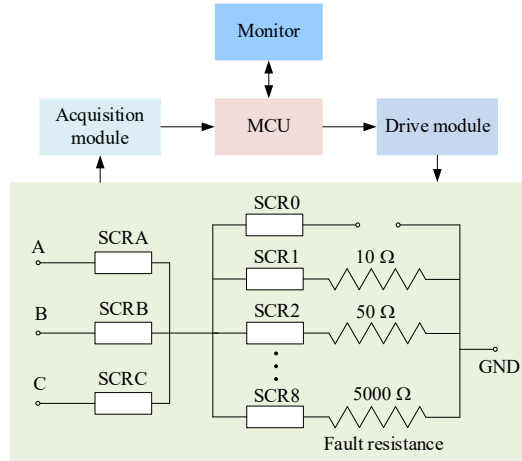 Monitor
Acquisition
module
MCU
Drive module
SCR0
SCRA
A
SCR1
10 Ω
SCRB
B
SCR2
50 Ω
GND
SCRC
C
SCR8
5000 Ω
Fault resistance